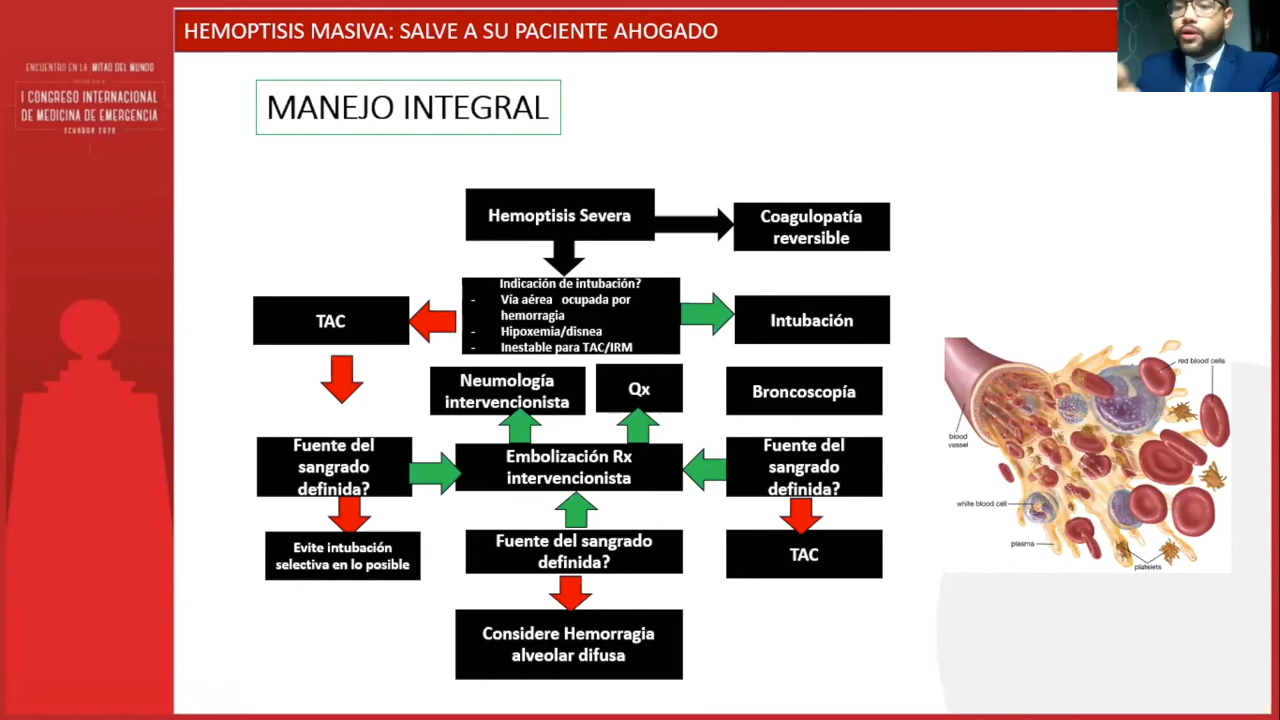 HEMOPTISIS MASIVA: SALVE A SU PACIENTE AHOGADO
ENCUENTRO EN LA MITAD DEL MUNDO
I CONGRESO INTERNACIONAL
DE MEDICINA DE EMERGENCIA
ECUADOR 2020
MANEJO INTEGRAL
Hemoptisis Severa
Coagulopatía
reversible
Indicación de intubación?
- Vía aérea ocupada por
hemorragia
- Hipoxemia/disnea
- Inestable para TAC/IRM
TAC
Intubación
Neumología
intervencionista
Qx
Broncoscopía
Fuente del
sangrado
definida?
Embolización Rx
intervencionista
Fuente del
sangrado
definida?
Evite intubación
selectiva en lo posible
Fuente del sangrado
definida?
TAC
Considere Hemorragia
alveolar difusa
red blood cells
blood
vessel
white blood cell
plasma
platelets